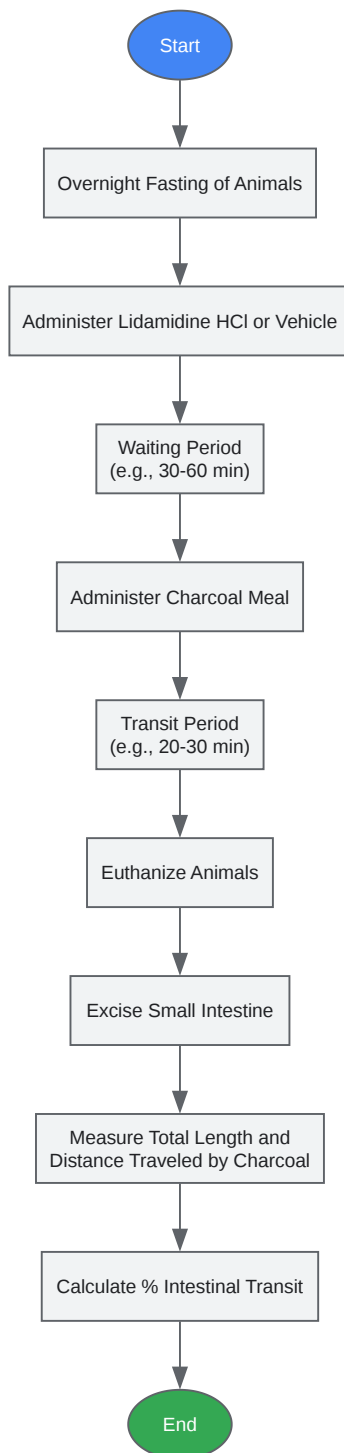 Start
Overnight Fasting of Animals
Administer Lidamidine HCl or Vehicle
Waiting Period
(e.g., 30-60 min)
Administer Charcoal Meal
Transit Period
(e.g., 20-30 min)
Euthanize Animals
Excise Small Intestine
Measure Total Length and
Distance Traveled by Charcoal
Calculate % Intestinal Transit
End